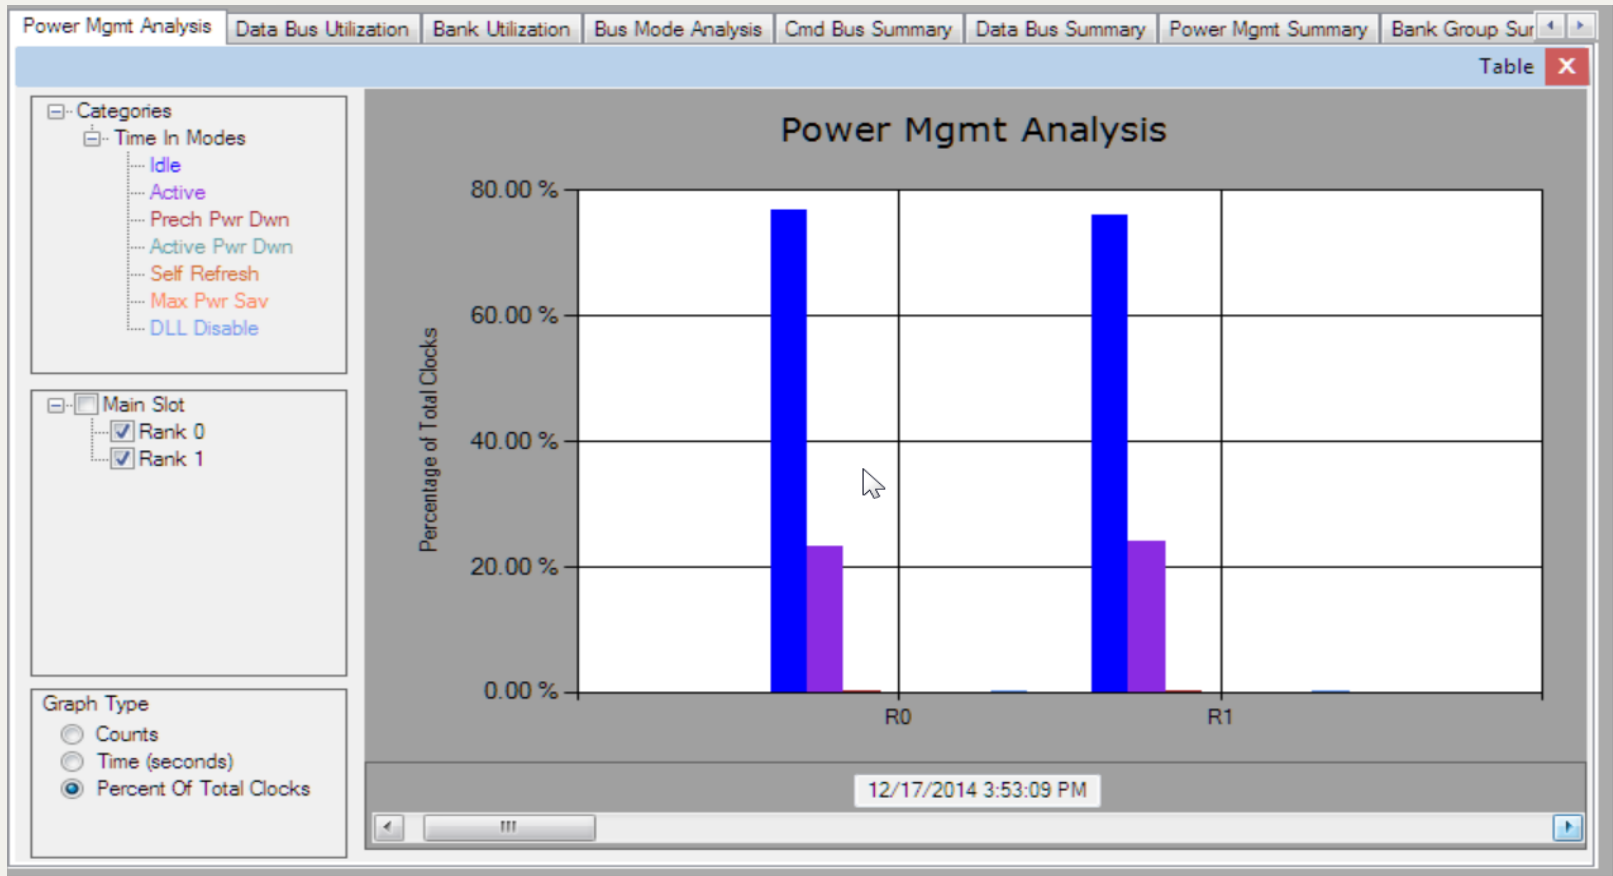 Power Mgmt Analysis
Data Bus Utilization
Bank Utilization
Bus Mode Analysis
Cmd Bus Summary
Data Bus Summary
Power Mgmt Summary
Bank Group Sur
Table
Categories
Time In Modes
Idle
Active
Prech Pwr Dwn
Active Pwr Dwn
Self Refresh
Max Pwr Sav
DLL Disable
Main Slot
Rank 0
Rank 1
Graph Type
Counts
Time (seconds)
Percent Of Total Clocks
Power Mgmt Analysis
Percentage of Total Clocks
80.00 %
60.00 %
40.00 %
20.00 %
0.00 %
R0
R1
12/17/2014 3:53:09 PM